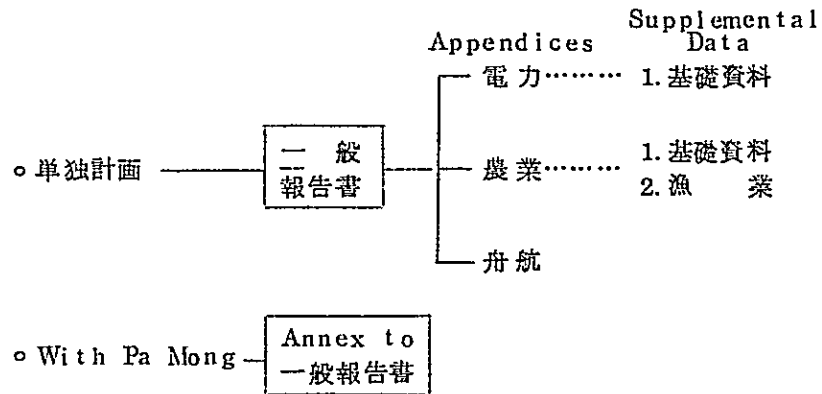 Supplemental
Appendices Data
電力……… 1.基礎資料
一般
○単独計画 報告書 農業……… 1.基礎資料
2.漁 業
舟航
○With Pa Mong Annex to
一般報告書